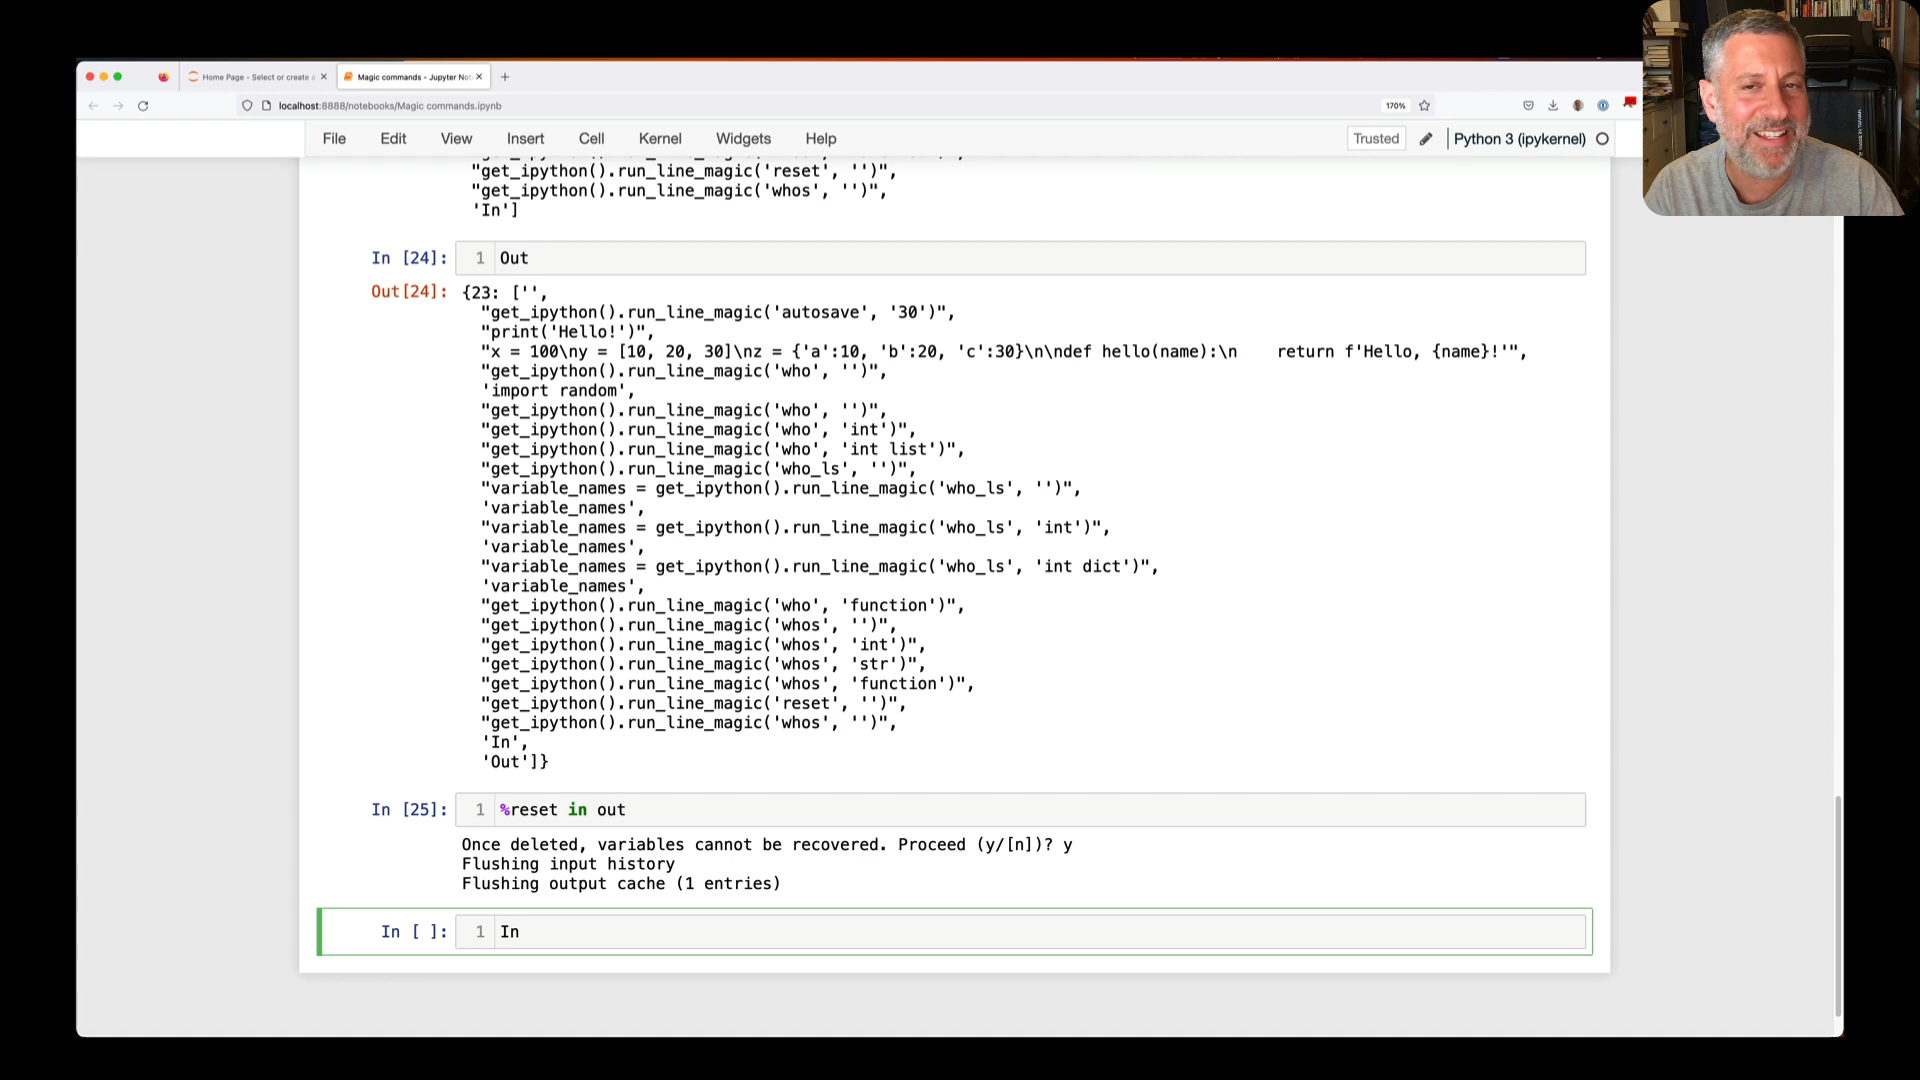 Home Page - Select or create
Magic commands - Jupyter Not
localhost:8888/notebooks/Magic commands.ipynb
170%
File Edit View Insert Cell Kernel Widgets Help
Trusted
Python 3 (ipykernel)
"get_ipython().run_line_magic('reset', '')",
"get_ipython().run_line_magic('whos', '')",
'In']
In [24]: 1 Out
Out[24]: {23: ['',
"get_ipython().run_line_magic('autosave', '30')",
"print('Hello!')",
"x = 100\ny = [10, 20, 30]\nz = {'a':10, 'b':20, 'c':30}\n\ndef hello(name):\n    return f'Hello, {name}!'",
"get_ipython().run_line_magic('who', '')",
'import random',
"get_ipython().run_line_magic('who', '')",
"get_ipython().run_line_magic('who', 'int')",
"get_ipython().run_line_magic('who', 'int list')",
"get_ipython().run_line_magic('who_ls', '')",
"variable_names = get_ipython().run_line_magic('who_ls', '')",
'variable_names',
"variable_names = get_ipython().run_line_magic('who_ls', 'int')",
'variable_names',
"variable_names = get_ipython().run_line_magic('who_ls', 'int dict')",
'variable_names',
"get_ipython().run_line_magic('who', 'function')",
"get_ipython().run_line_magic('whos', '')",
"get_ipython().run_line_magic('whos', 'int')",
"get_ipython().run_line_magic('whos', 'str')",
"get_ipython().run_line_magic('whos', 'function')",
"get_ipython().run_line_magic('reset', '')",
"get_ipython().run_line_magic('whos', '')",
'In',
'Out']}
In [25]: 1 %reset in out
Once deleted, variables cannot be recovered. Proceed (y/[n])? y
Flushing input history
Flushing output cache (1 entries)
In [ ]: 1 In